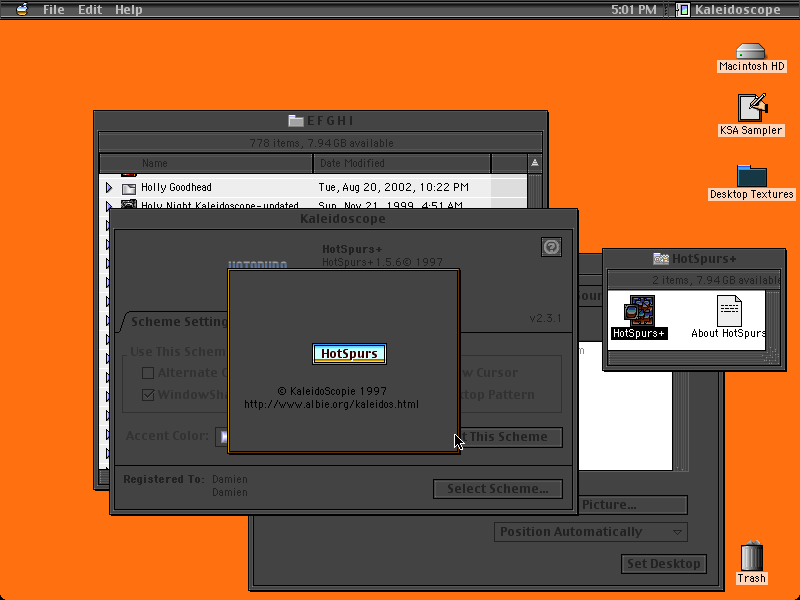 File Edit Help
5:01 PM
Kaleidoscope
Macintosh HD
KSA Sampler
Desktop Textures
EFGHI
778 items, 7.94 GB available
Name
Date Modified
Holly Goodhead
Tue, Aug 20, 2002, 10:22 PM
Holy Night Kaleidoscope-updated
Sun, Nov 21, 1999, 4:51 AM
Kaleidoscope
HotSpurs+
HotSpurs+ 1.5.6© 1997
v2.3.1
Scheme Setting
Use This Schem
Alternate
WindowSha
w Cursor
top Pattern
Accent Color:
t This Scheme
Registered To: Damien
Damien
Select Scheme...
HotSpurs
© KaleidoScopie 1997
http://www.albie.org/kaleidos.html
HotSpurs+
2 items, 7.94 GB available
HotSpurs+
About HotSpurs
Picture...
Position Automatically
Set Desktop
Trash